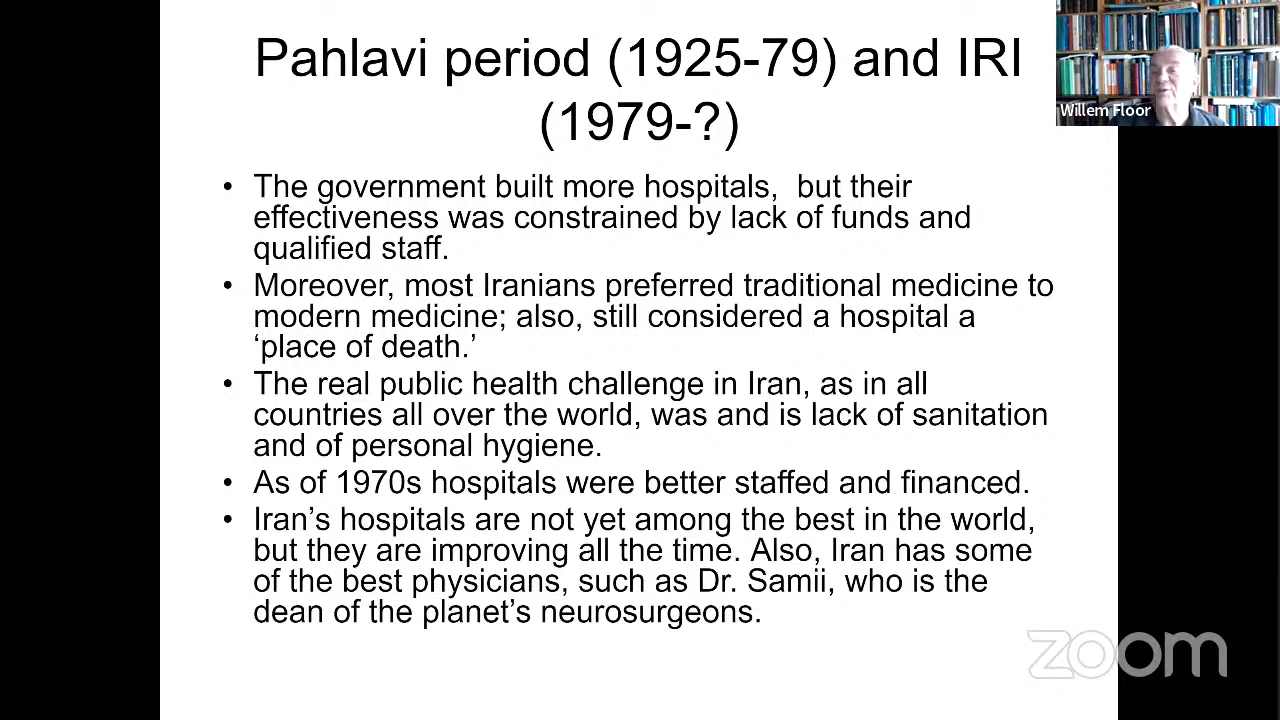 Pahlavi period (1925-79) and IRI
(1979-?)
Willem Floor
• The government built more hospitals,  but their
effectiveness was constrained by lack of funds and
qualified staff.
• Moreover, most Iranians preferred traditional medicine to
modern medicine; also, still considered a hospital a
‘place of death.’
• The real public health challenge in Iran, as in all
countries all over the world, was and is lack of sanitation
and of personal hygiene.
• As of 1970s hospitals were better staffed and financed.
• Iran’s hospitals are not yet among the best in the world,
but they are improving all the time. Also, Iran has some
of the best physicians, such as Dr. Samii, who is the
dean of the planet’s neurosurgeons.
zoom